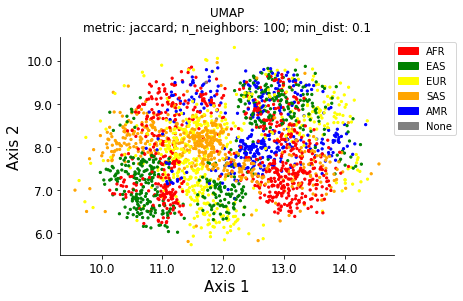 UMAP
metric: jaccard; n_neighbors: 100; min_dist: 0.1
10.0
9.0
8.0
7.0
6.0
Axis 2
10.0 11.0 12.0 13.0 14.0
Axis 1
AFR
EAS
EUR
SAS
AMR
None